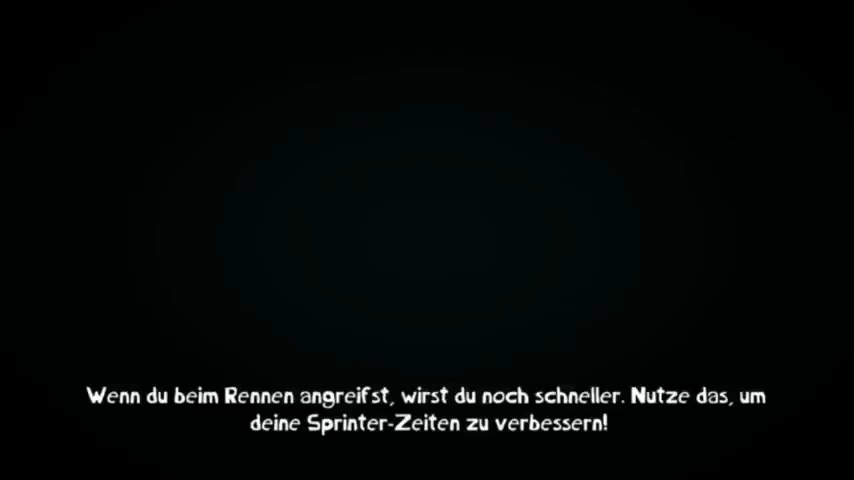 Wenn du beim Rennen angreifst, wirst du noch schneller. Nutze das, um
deine Sprinter-Zeiten zu verbessern!